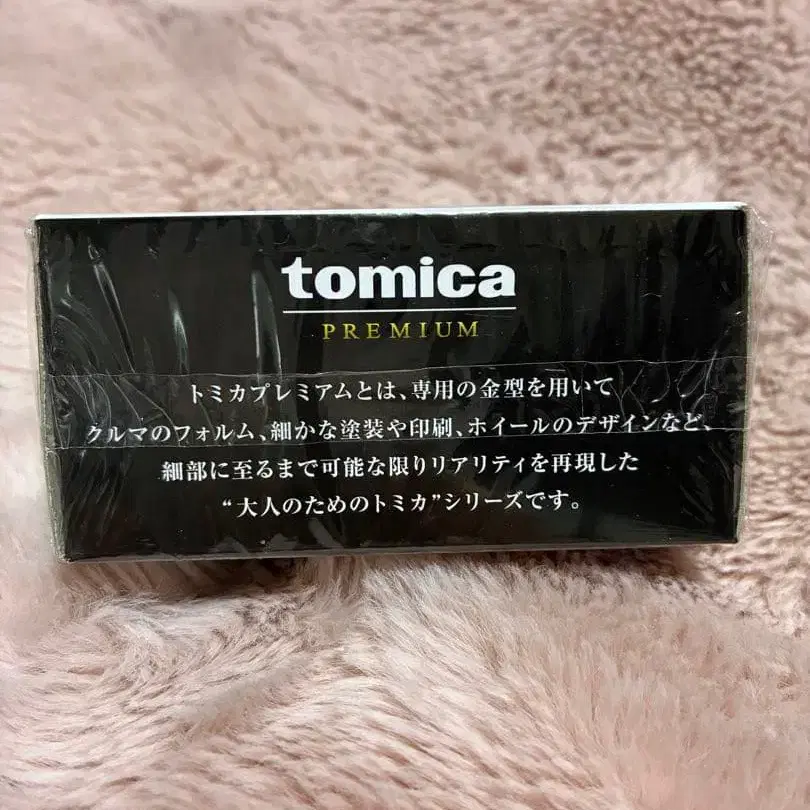 tomica
PREMIUM
トミカプレミアムとは、専用の金型を用いて
クルマのフォルム、細かな塗装や印刷、ホイールのデザインなど、
細部に至るまで可能な限りリアリティを再現した
“大人のためのトミカ”シリーズです。